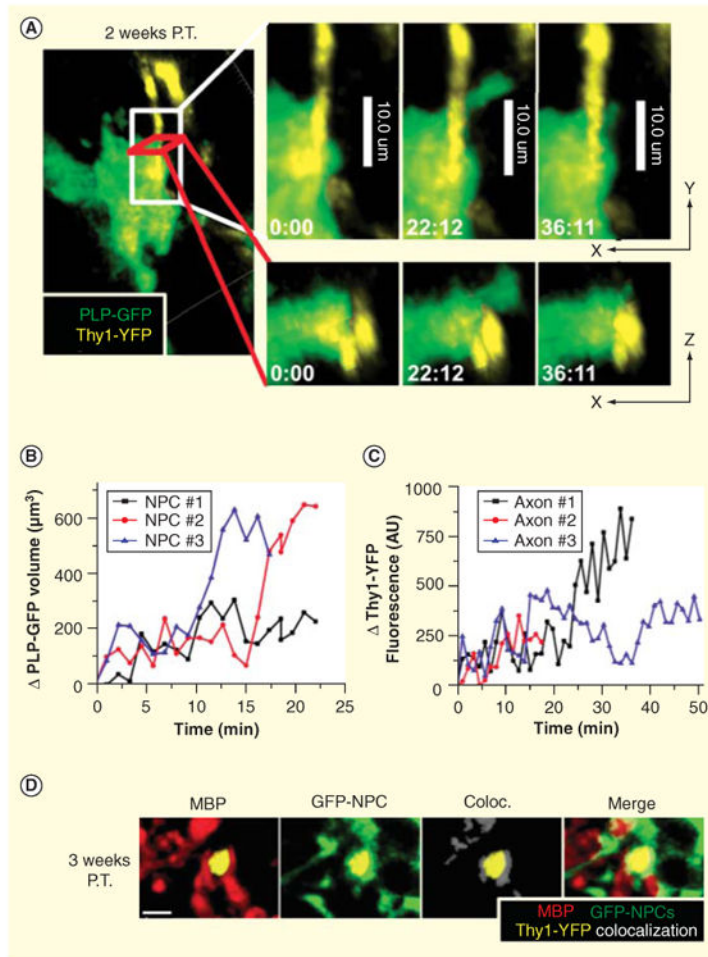 A
2 weeks P.T.
PLP-GFP
Thy1-YFP
0:00
10.0 um
22:12
10.0 um
36:11
10.0 um
Y
X
0:00
22:12
36:11
Z
X
B
Δ PLP-GFP volume (µm³)
600
400
200
0
NPC #1
NPC #2
NPC #3
0 5 10 15 20 25
Time (min)
C
Δ Thy1-YFP
Fluorescence (AU)
1000
750
500
250
0
Axon #1
Axon #2
Axon #3
0 10 20 30 40 50
Time (min)
D
MBP GFP-NPC Coloc. Merge
3 weeks
P.T.
MBP GFP-NPCs
Thy1-YFP colocalization